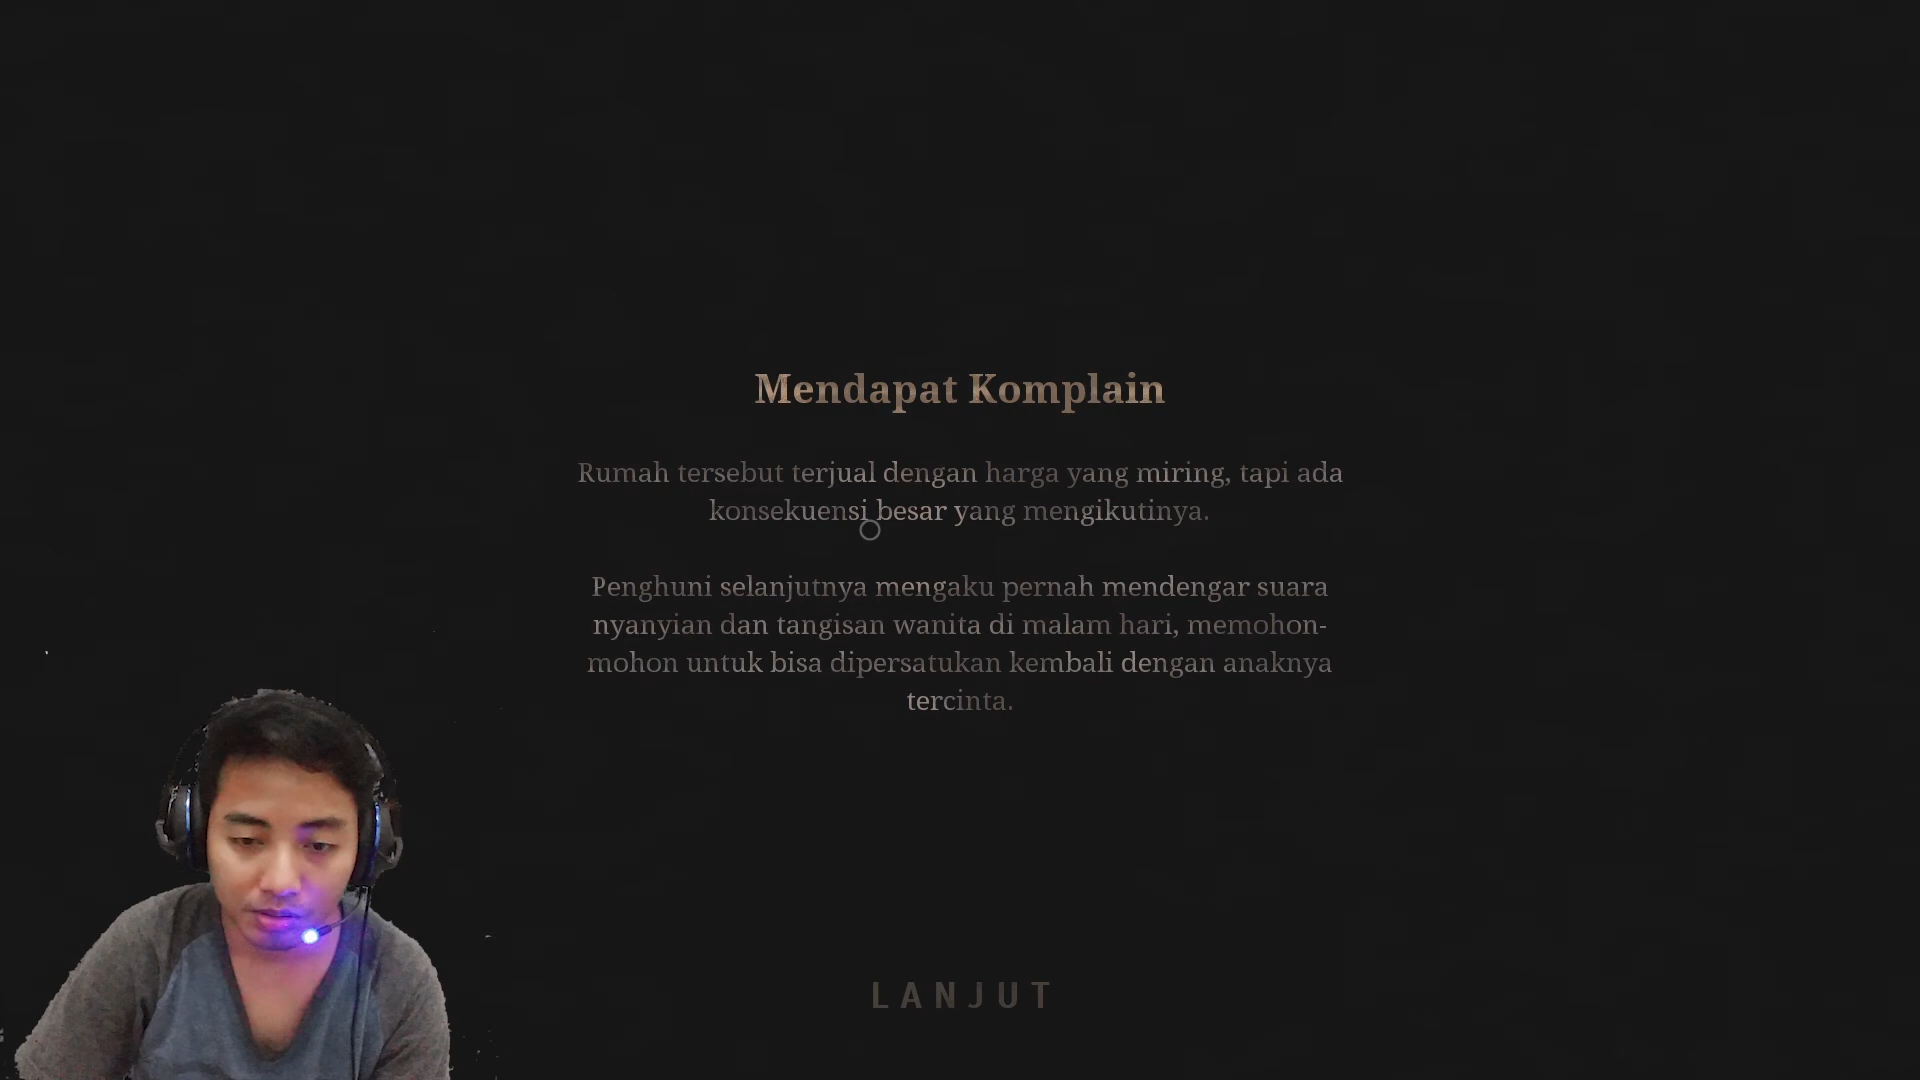 Mendapat Komplain
Rumah tersebut terjual dengan harga yang miring, tapi ada
konsekuensi besar yang mengikutinya.
Penghuni selanjutnya mengaku pernah mendengar suara
nyanyian dan tangisan wanita di malam hari, memohon-
mohon untuk bisa dipersatukan kembali dengan anaknya
tercinta.
LANJUT